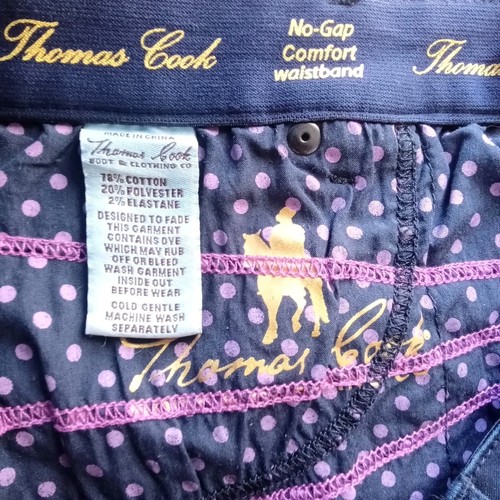 Thomas Cook
No-Gap
Comfort
waistband
Thomas
MADE IN CHINA
Thomas Cook
BOOT & CLOTHING CO
78% COTTON
20% POLYESTER
2% ELASTANE
DESIGNED TO FADE
THIS GARMENT
CONTAINS DYE
WHICH MAY RUB
OFF OR BLEED
WASH GARMENT
INSIDE OUT
BEFORE WEAR
COLD GENTLE
MACHINE WASH
SEPARATELY
Thomas Cook